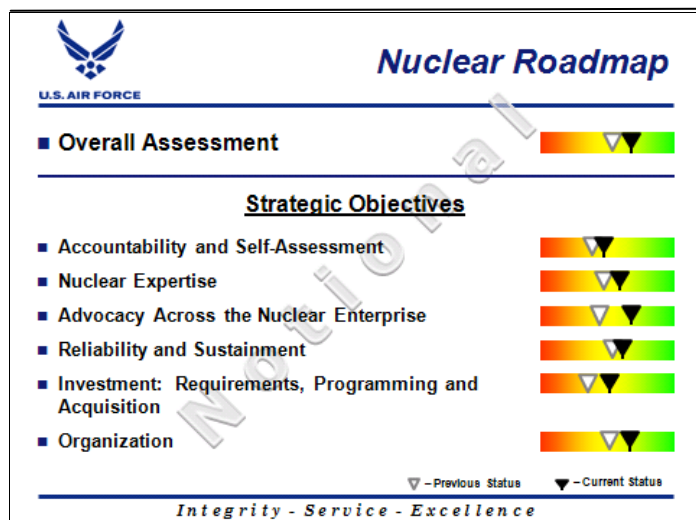 Nuclear Roadmap
U.S. AIR FORCE
Overall Assessment
Strategic Objectives
Accountability and Self-Assessment
Nuclear Expertise
Advocacy Across the Nuclear Enterprise
Reliability and Sustainment
Investment: Requirements, Programming and
Acquisition
Organization
Notional
– Previous Status – Current Status
Integrity - Service - Excellence